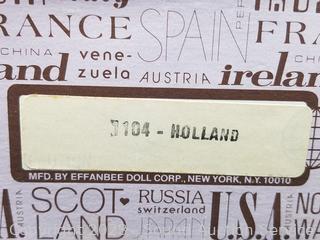 FRANCE
SPAIN
FRA
CHINA
vene-
zuela
AUSTRIA
ireland
1104 - HOLLAND
MFD. BY EFFANBEE DOLL CORP., NEW YORK, N.Y. 10010
SCOT-
LAND
RUSSIA
switzerland
AUSTRIA
USA